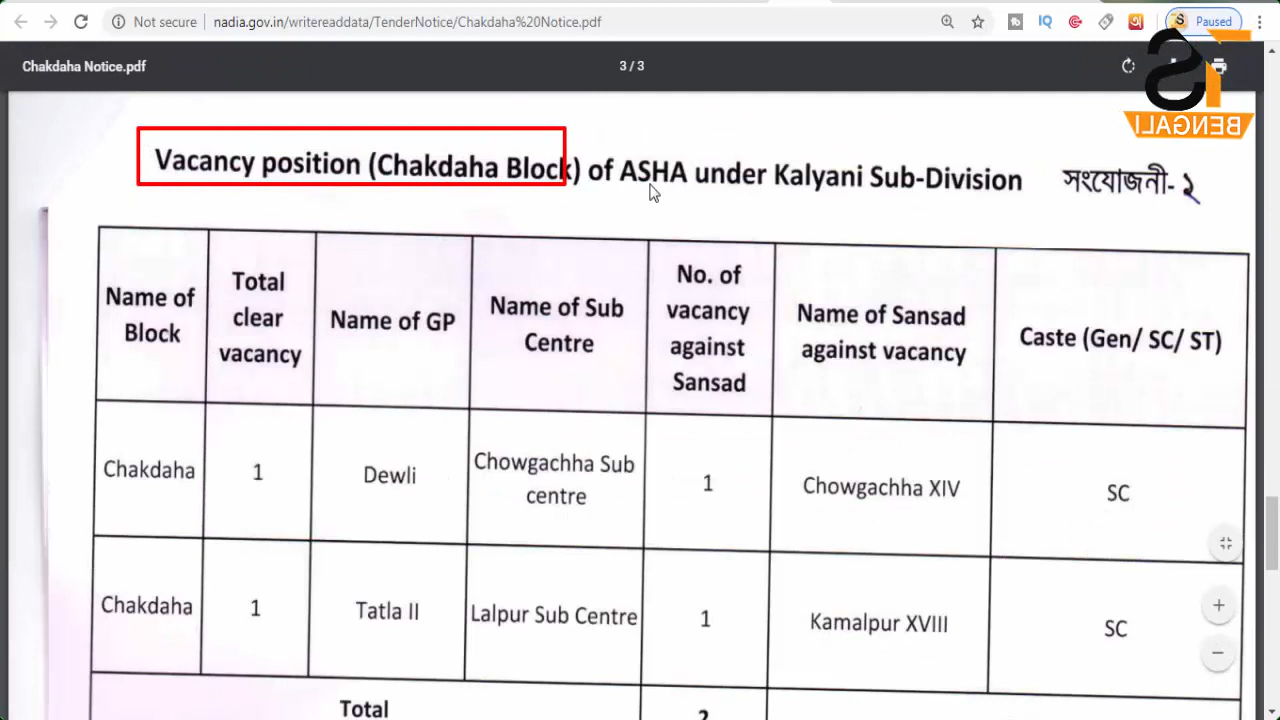 Not secure
nadia.gov.in/writereaddata/TenderNotice/Chakdaha%20Notice.pdf
Paused
Chakdaha Notice.pdf
3 / 3
BENGALI
Vacancy position (Chakdaha Block) of ASHA under Kalyani Sub-Division
সংযোজনী-২
Name of
Block
Total
clear
vacancy
Name of GP
Name of Sub
Centre
No. of
vacancy
against
Sansad
Name of Sansad
against vacancy
Caste (Gen/ SC/ ST)
Chakdaha
1
Dewli
Chowgachha Sub
centre
1
Chowgachha XIV
SC
Chakdaha
1
Tatla II
Lalpur Sub Centre
1
Kamalpur XVIII
SC
Total
2